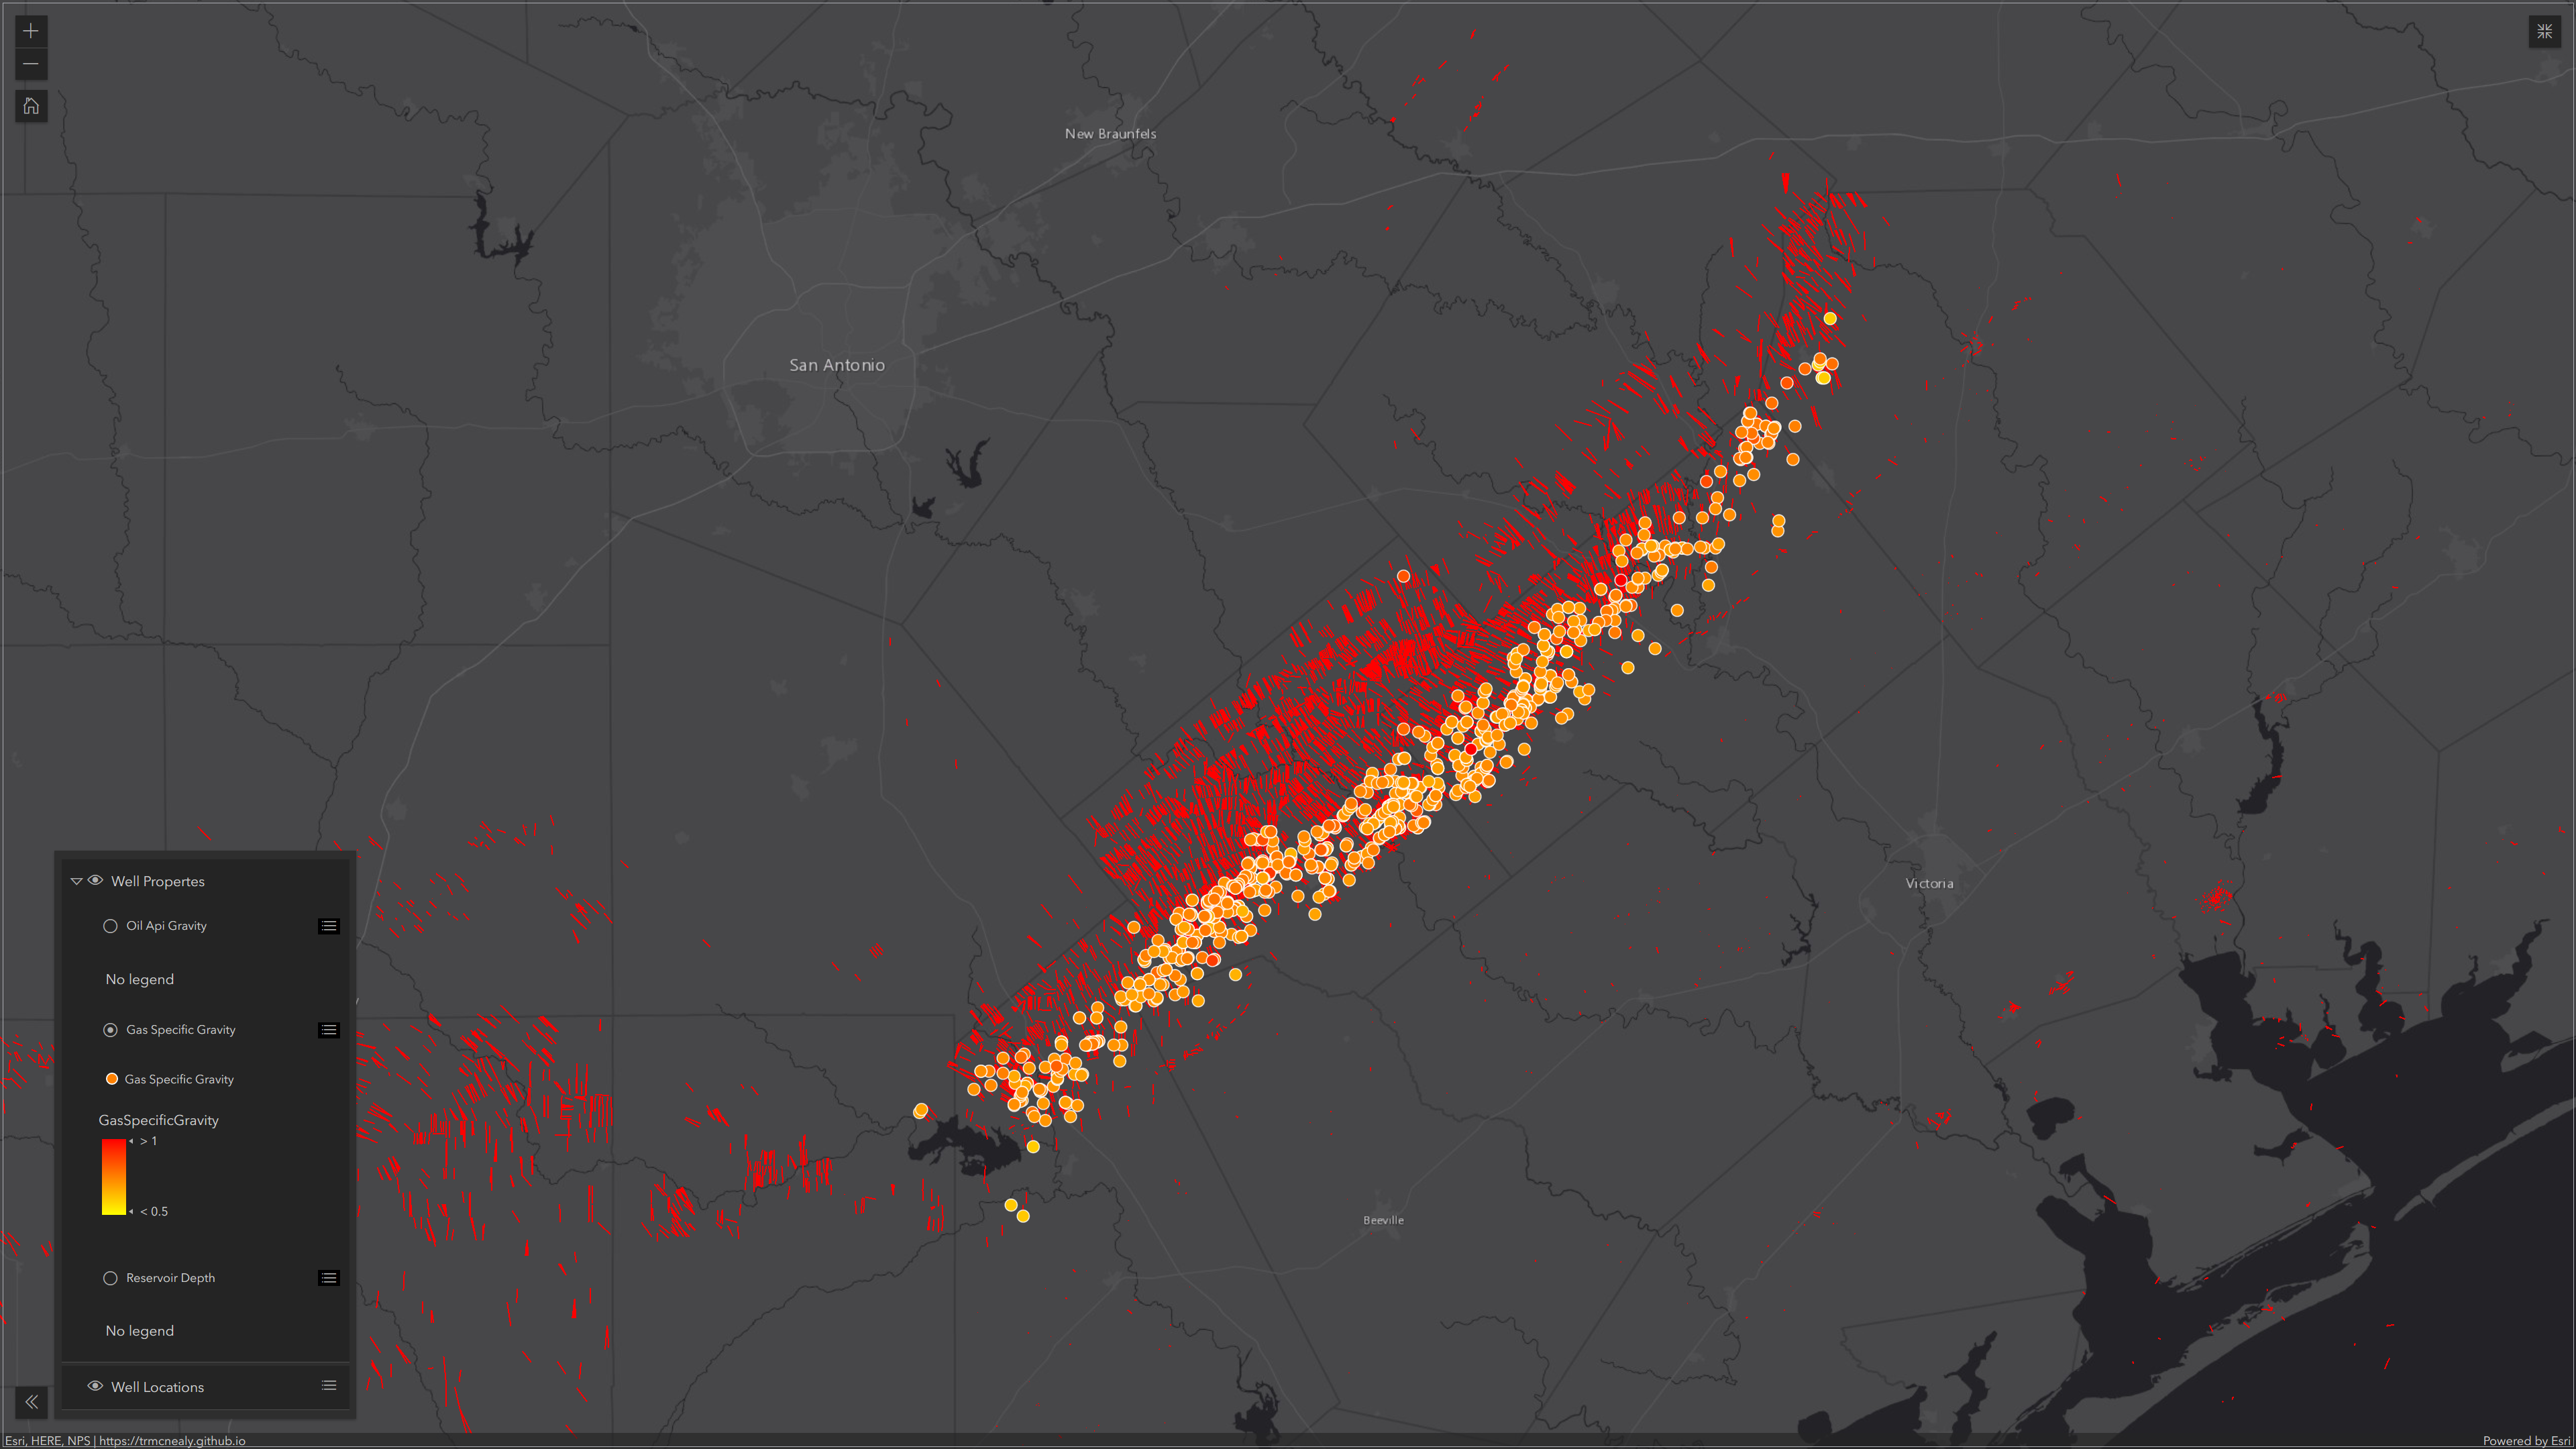 New Braunfels
San Antonio
Victoria
Beeville
Well Propertes
Oil Api Gravity
No legend
Gas Specific Gravity
Gas Specific Gravity
GasSpecificGravity
> 1
< 0.5
Reservoir Depth
No legend
Well Locations
Esri, HERE, NPS | https://trmcnealy.github.io
Powered by Esri